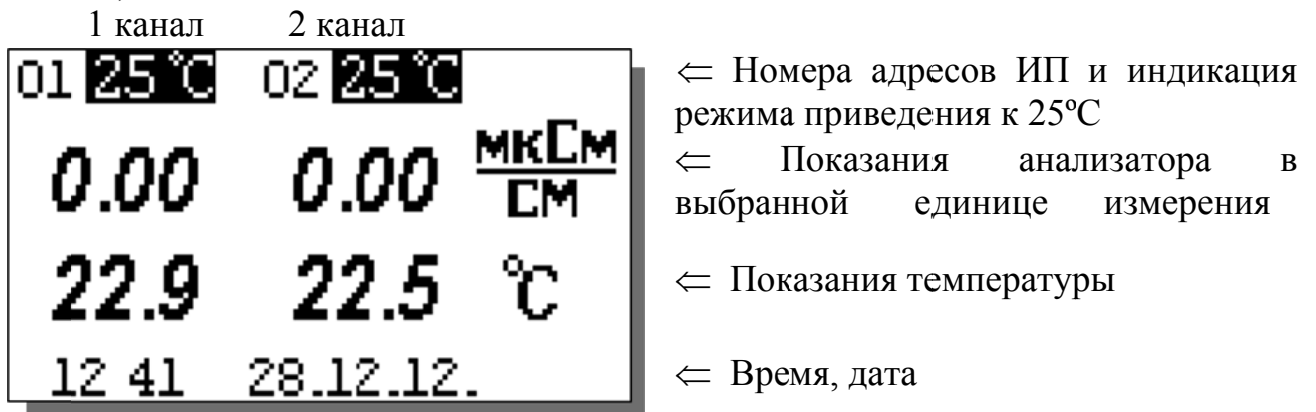 1 канал 2 канал
01 25 °C 02 25 °C
0.00 0.00 мкСм
СМ
22.9 22.5 °C
12 41 28.12.12.
⇐ Номера адресов ИП и индикация
режима приведения к 25ºС
⇐ Показания анализатора в
выбранной единице измерения
⇐ Показания температуры
⇐ Время, дата